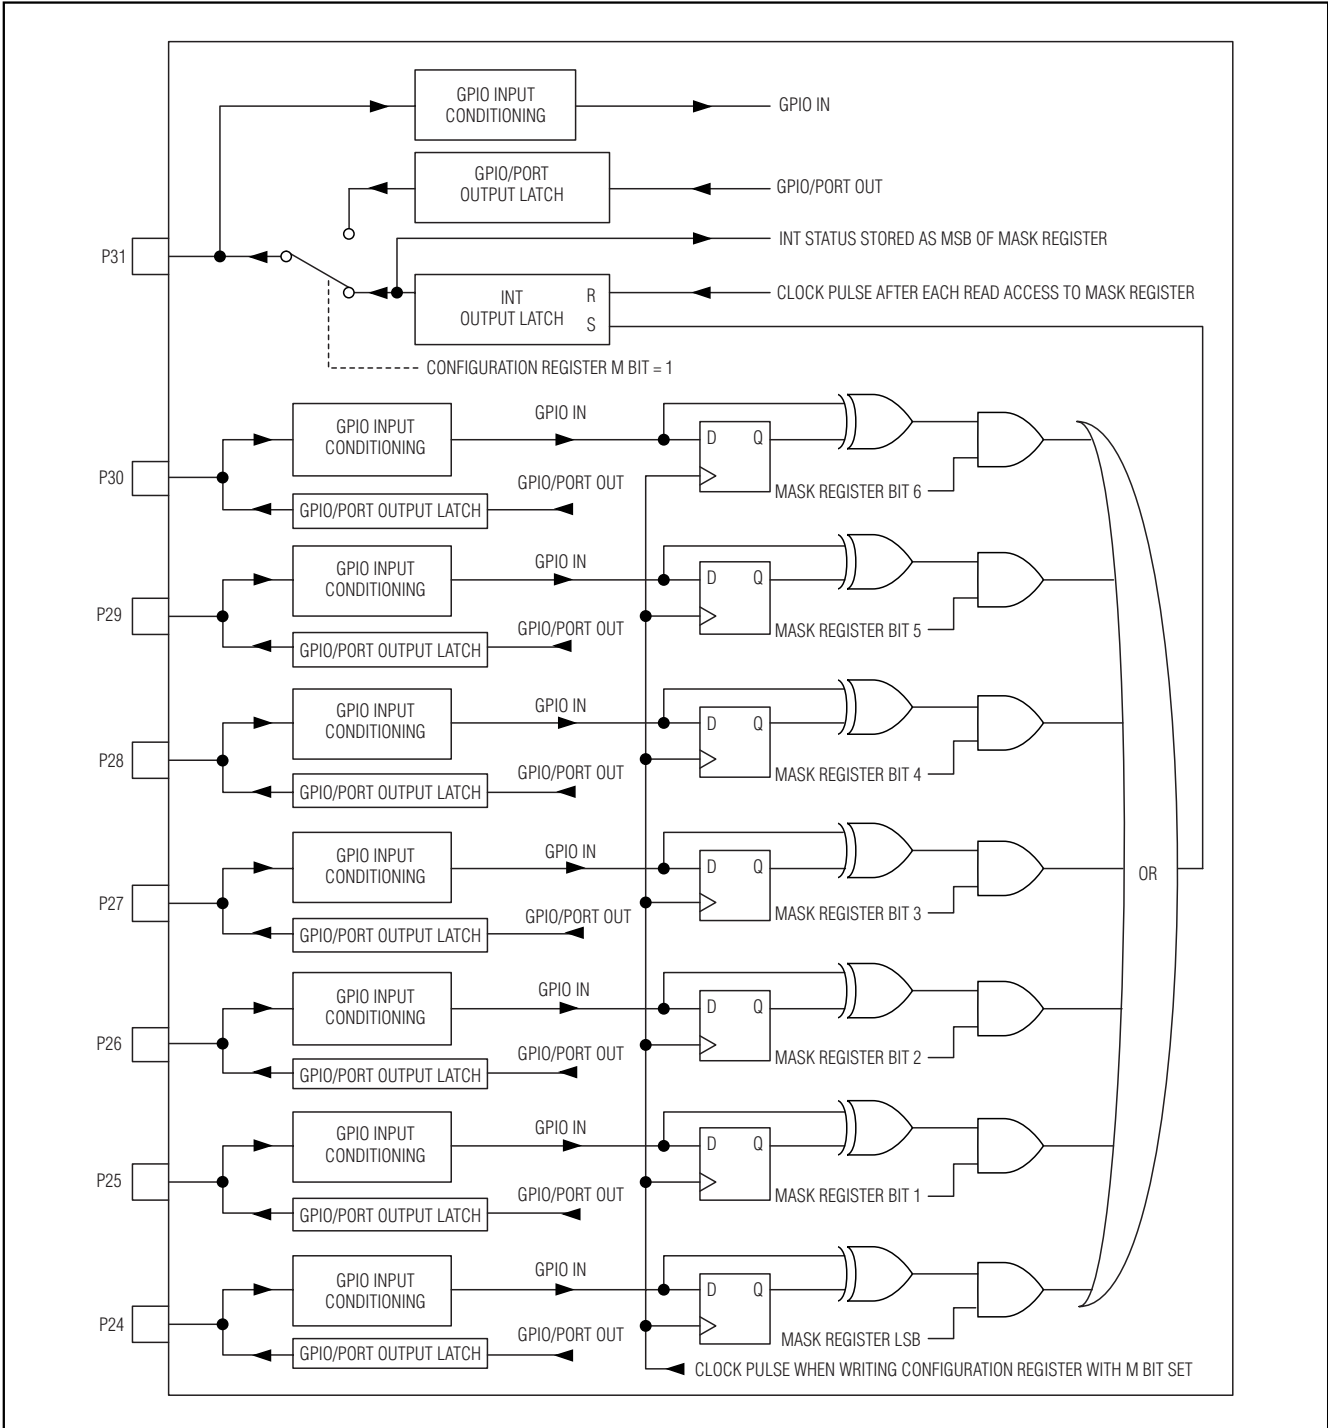 GPIO INPUT
CONDITIONING
GPIO IN
GPIO/PORT
OUTPUT LATCH
GPIO/PORT OUT
INT STATUS STORED AS MSB OF MASK REGISTER
P31
INT
OUTPUT LATCH
R
S
CLOCK PULSE AFTER EACH READ ACCESS TO MASK REGISTER
CONFIGURATION REGISTER M BIT = 1
P30
GPIO INPUT
CONDITIONING
GPIO IN
GPIO/PORT OUTPUT LATCH
GPIO/PORT OUT
D Q
MASK REGISTER BIT 6
P29
GPIO INPUT
CONDITIONING
GPIO IN
GPIO/PORT OUTPUT LATCH
GPIO/PORT OUT
D Q
MASK REGISTER BIT 5
P28
GPIO INPUT
CONDITIONING
GPIO IN
GPIO/PORT OUTPUT LATCH
GPIO/PORT OUT
D Q
MASK REGISTER BIT 4
P27
GPIO INPUT
CONDITIONING
GPIO IN
GPIO/PORT OUTPUT LATCH
GPIO/PORT OUT
D Q
MASK REGISTER BIT 3
OR
P26
GPIO INPUT
CONDITIONING
GPIO IN
GPIO/PORT OUTPUT LATCH
GPIO/PORT OUT
D Q
MASK REGISTER BIT 2
P25
GPIO INPUT
CONDITIONING
GPIO IN
GPIO/PORT OUTPUT LATCH
GPIO/PORT OUT
D Q
MASK REGISTER BIT 1
P24
GPIO INPUT
CONDITIONING
GPIO IN
GPIO/PORT OUTPUT LATCH
GPIO/PORT OUT
D Q
MASK REGISTER LSB
CLOCK PULSE WHEN WRITING CONFIGURATION REGISTER WITH M BIT SET